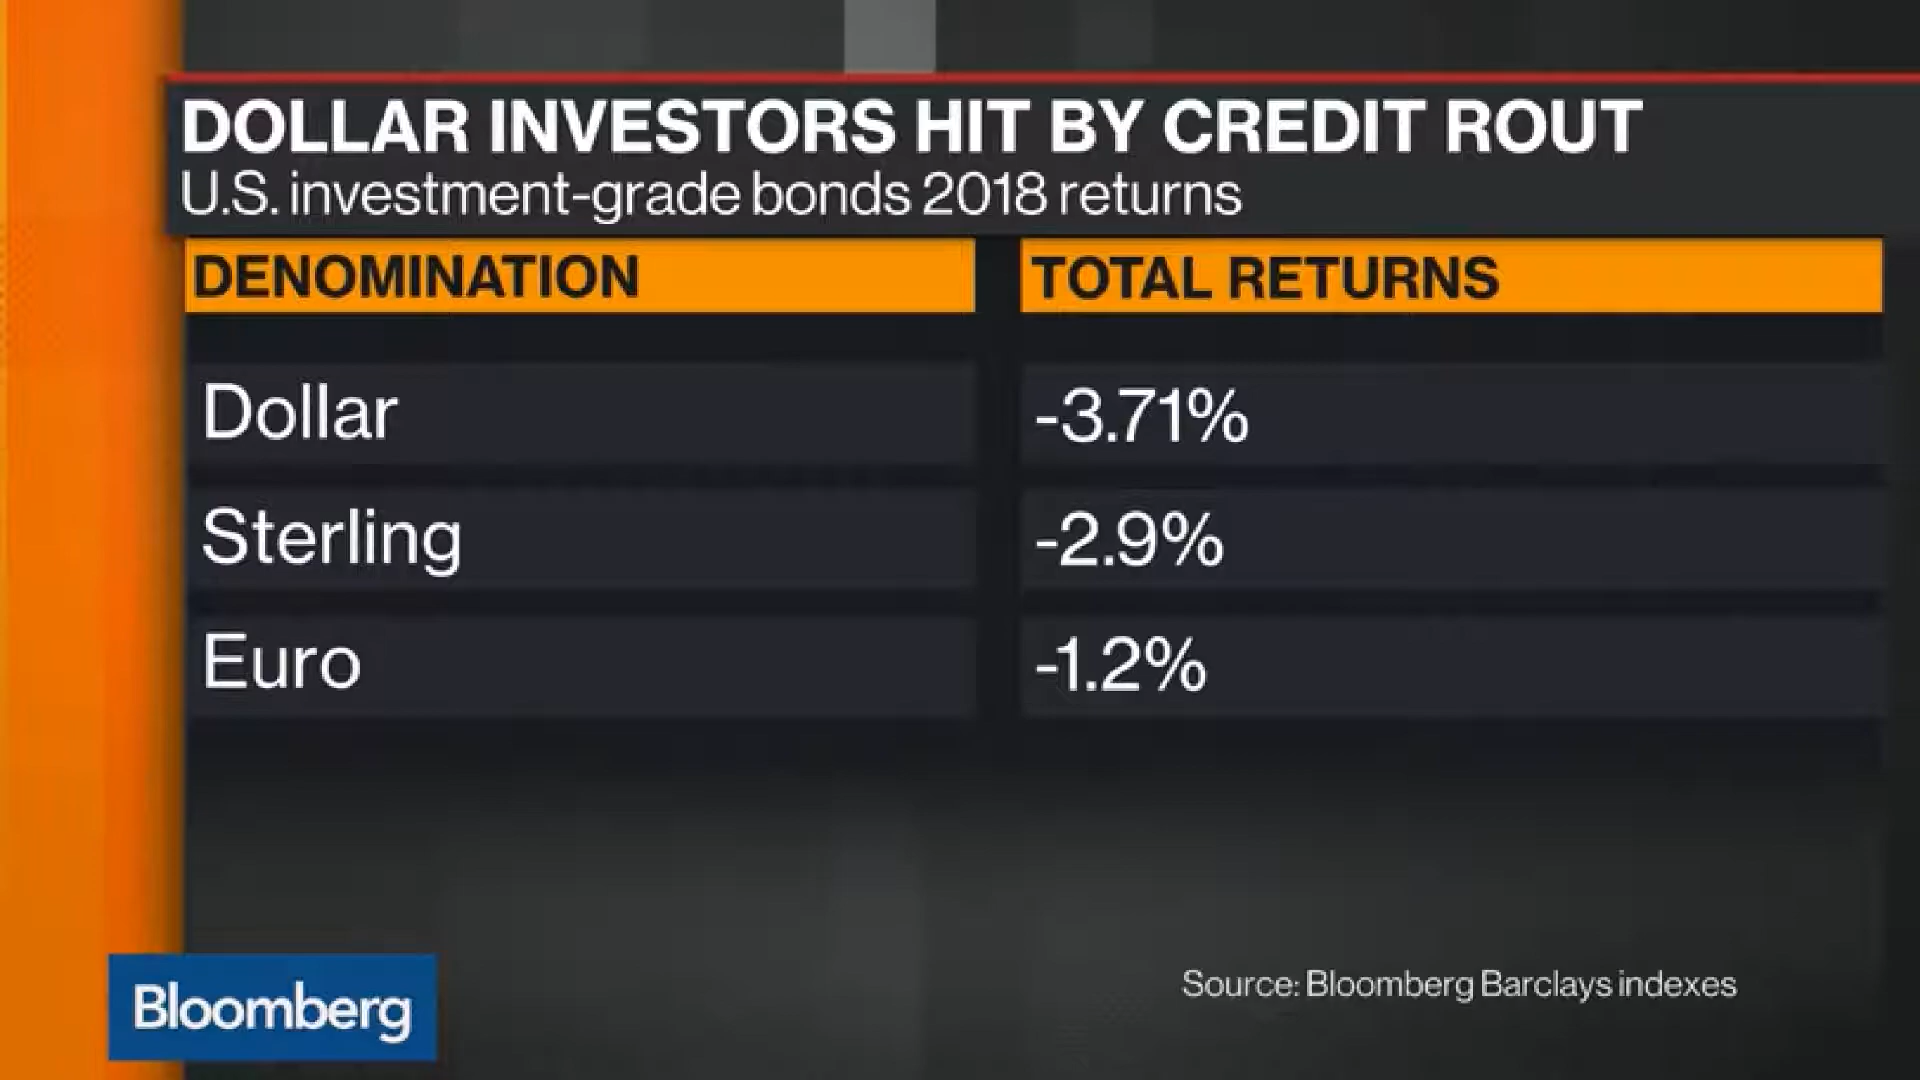 DOLLAR INVESTORS HIT BY CREDIT ROUT
U.S. investment-grade bonds 2018 returns
DENOMINATION TOTAL RETURNS
Dollar -3.71%
Sterling -2.9%
Euro -1.2%
Source: Bloomberg Barclays indexes
Bloomberg